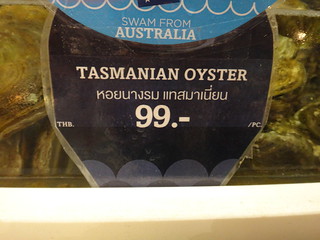 SWAM FROM
AUSTRALIA
TASMANIAN OYSTER
หอยนางรม แทสมาเนี่ยน
99.-
THB. /PC.